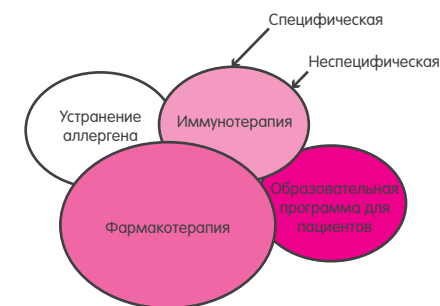 Специфическая
Неспецифическая
Устранение
аллергена
Иммунотерапия
Образовательная
программа для
пациентов
Фармакотерапия